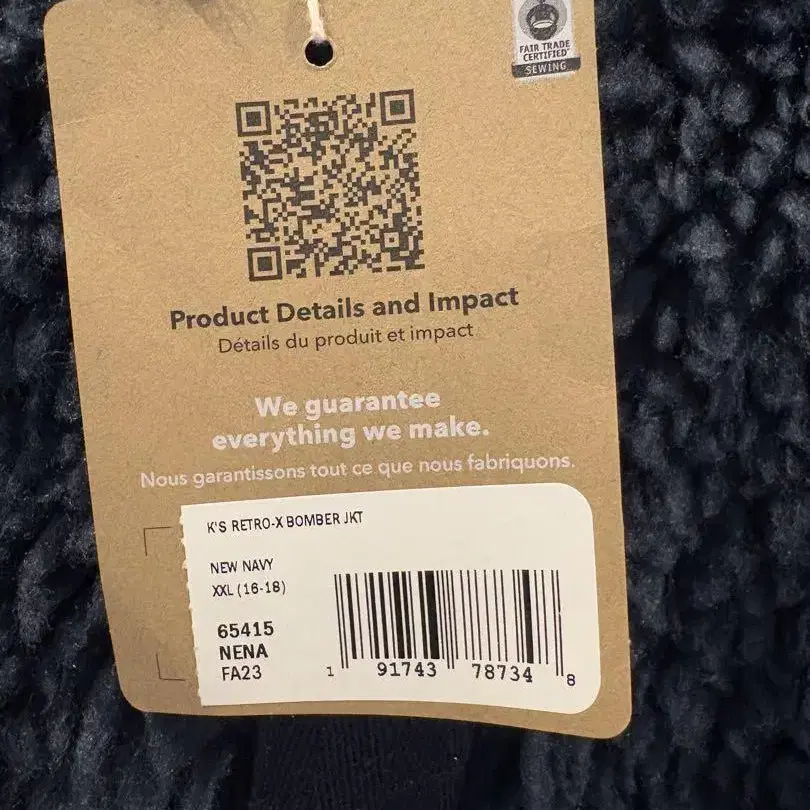 FAIR TRADE
CERTIFIED
SEWING
Product Details and Impact
Détails du produit et impact
We guarantee
everything we make.
Nous garantissons tout ce que nous fabriquons.
K'S RETRO-X BOMBER JKT
NEW NAVY
XXL (16-18)
65415
NENA
FA23
1 91743 78734 8